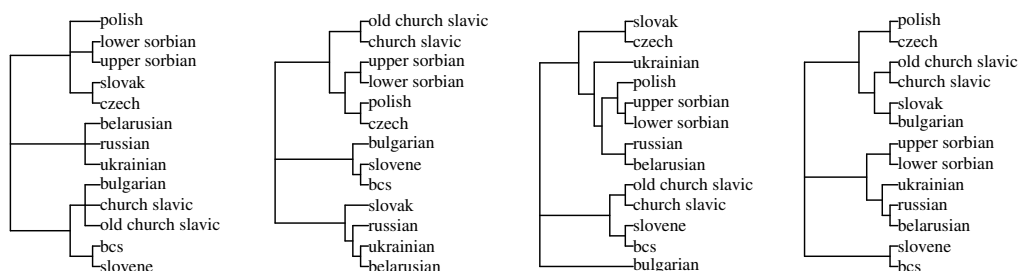 polish
lower sorbian
upper sorbian
slovak
czech
belarusian
russian
ukrainian
bulgarian
church slavic
old church slavic
bcs
slovene
old church slavic
church slavic
upper sorbian
lower sorbian
polish
czech
bulgarian
slovene
bcs
slovak
russian
ukrainian
belarusian
slovak
czech
ukrainian
polish
upper sorbian
lower sorbian
russian
belarusian
old church slavic
church slavic
slovene
bcs
bulgarian
polish
czech
old church slavic
church slavic
slovak
bulgarian
upper sorbian
lower sorbian
ukrainian
russian
belarusian
slovene
bcs